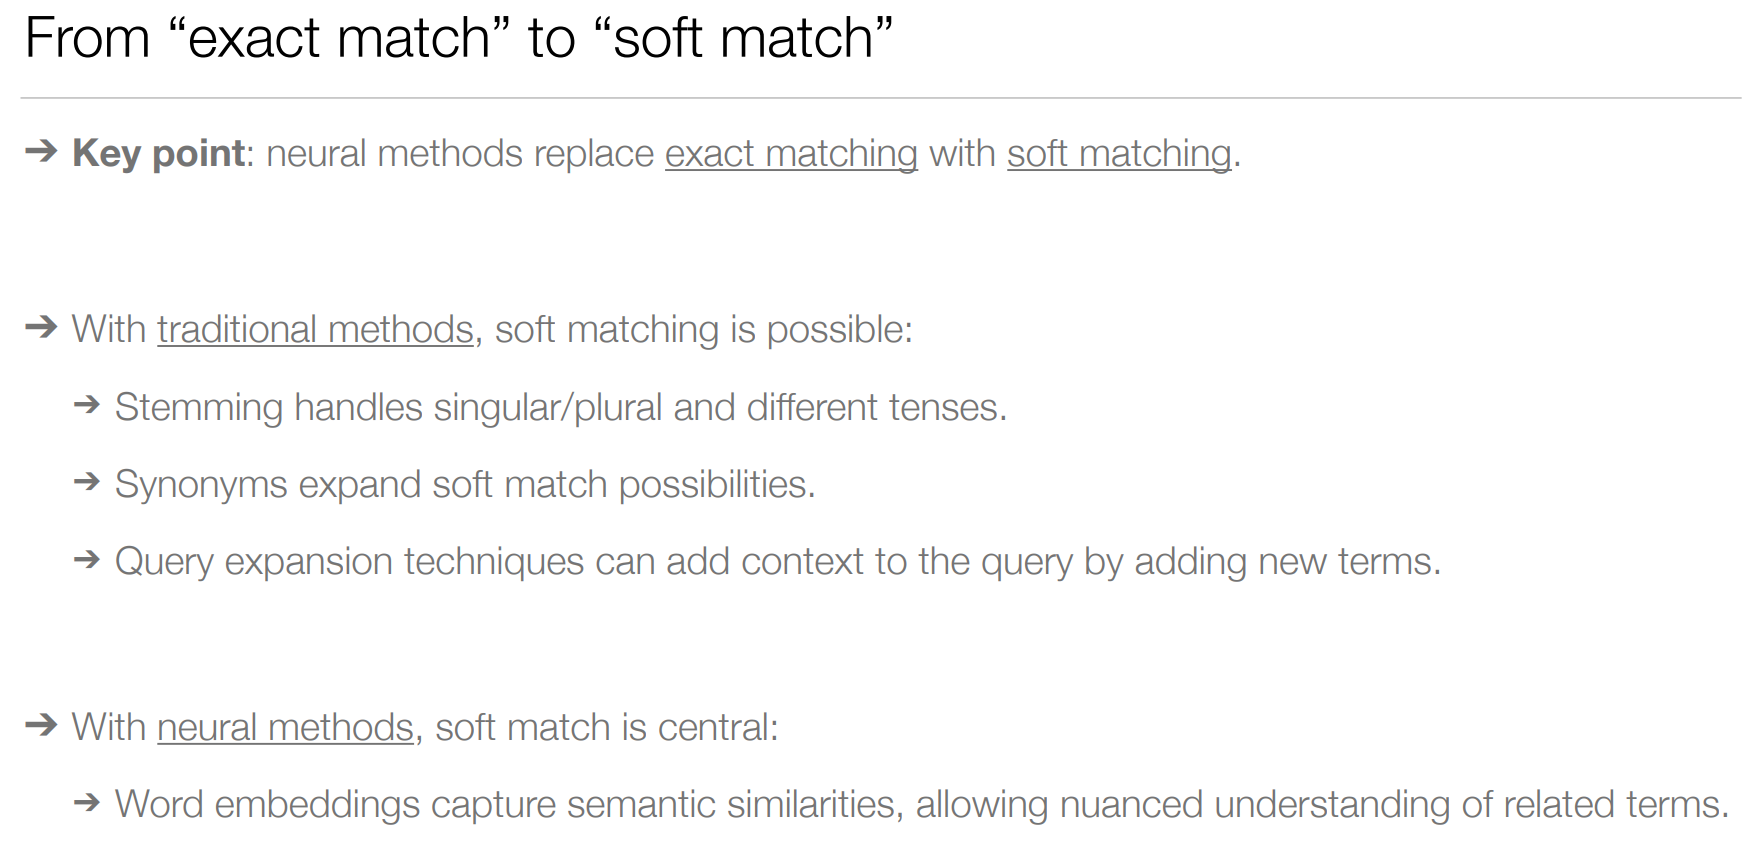 From “exact match” to “soft match”
➔ Key point: neural methods replace exact matching with soft matching.
➔ With traditional methods, soft matching is possible:
➔ Stemming handles singular/plural and different tenses.
➔ Synonyms expand soft match possibilities.
➔ Query expansion techniques can add context to the query by adding new terms.
➔ With neural methods, soft match is central:
➔ Word embeddings capture semantic similarities, allowing nuanced understanding of related terms.